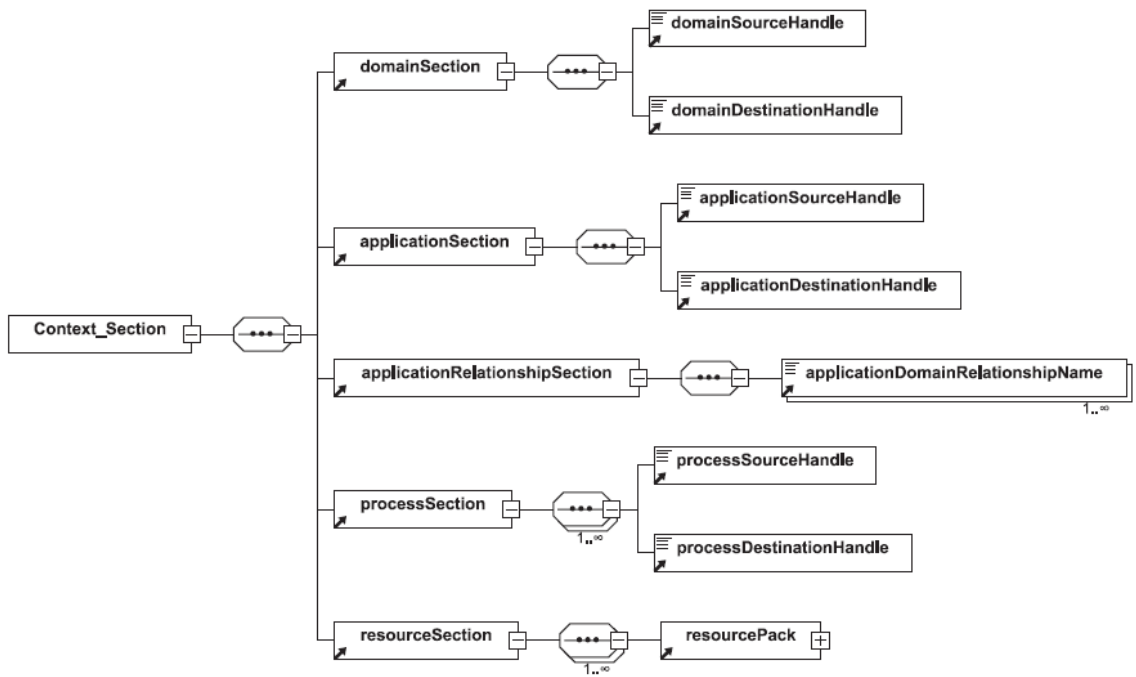 domainSourceHandle
domainSection
domainDestinationHandle
applicationSourceHandle
applicationSection
applicationDestinationHandle
Context_Section
applicationRelationshipSection
applicationDomainRelationshipName
1..∞
processSourceHandle
processSection
1..∞
processDestinationHandle
resourceSection
resourcePack
1..∞